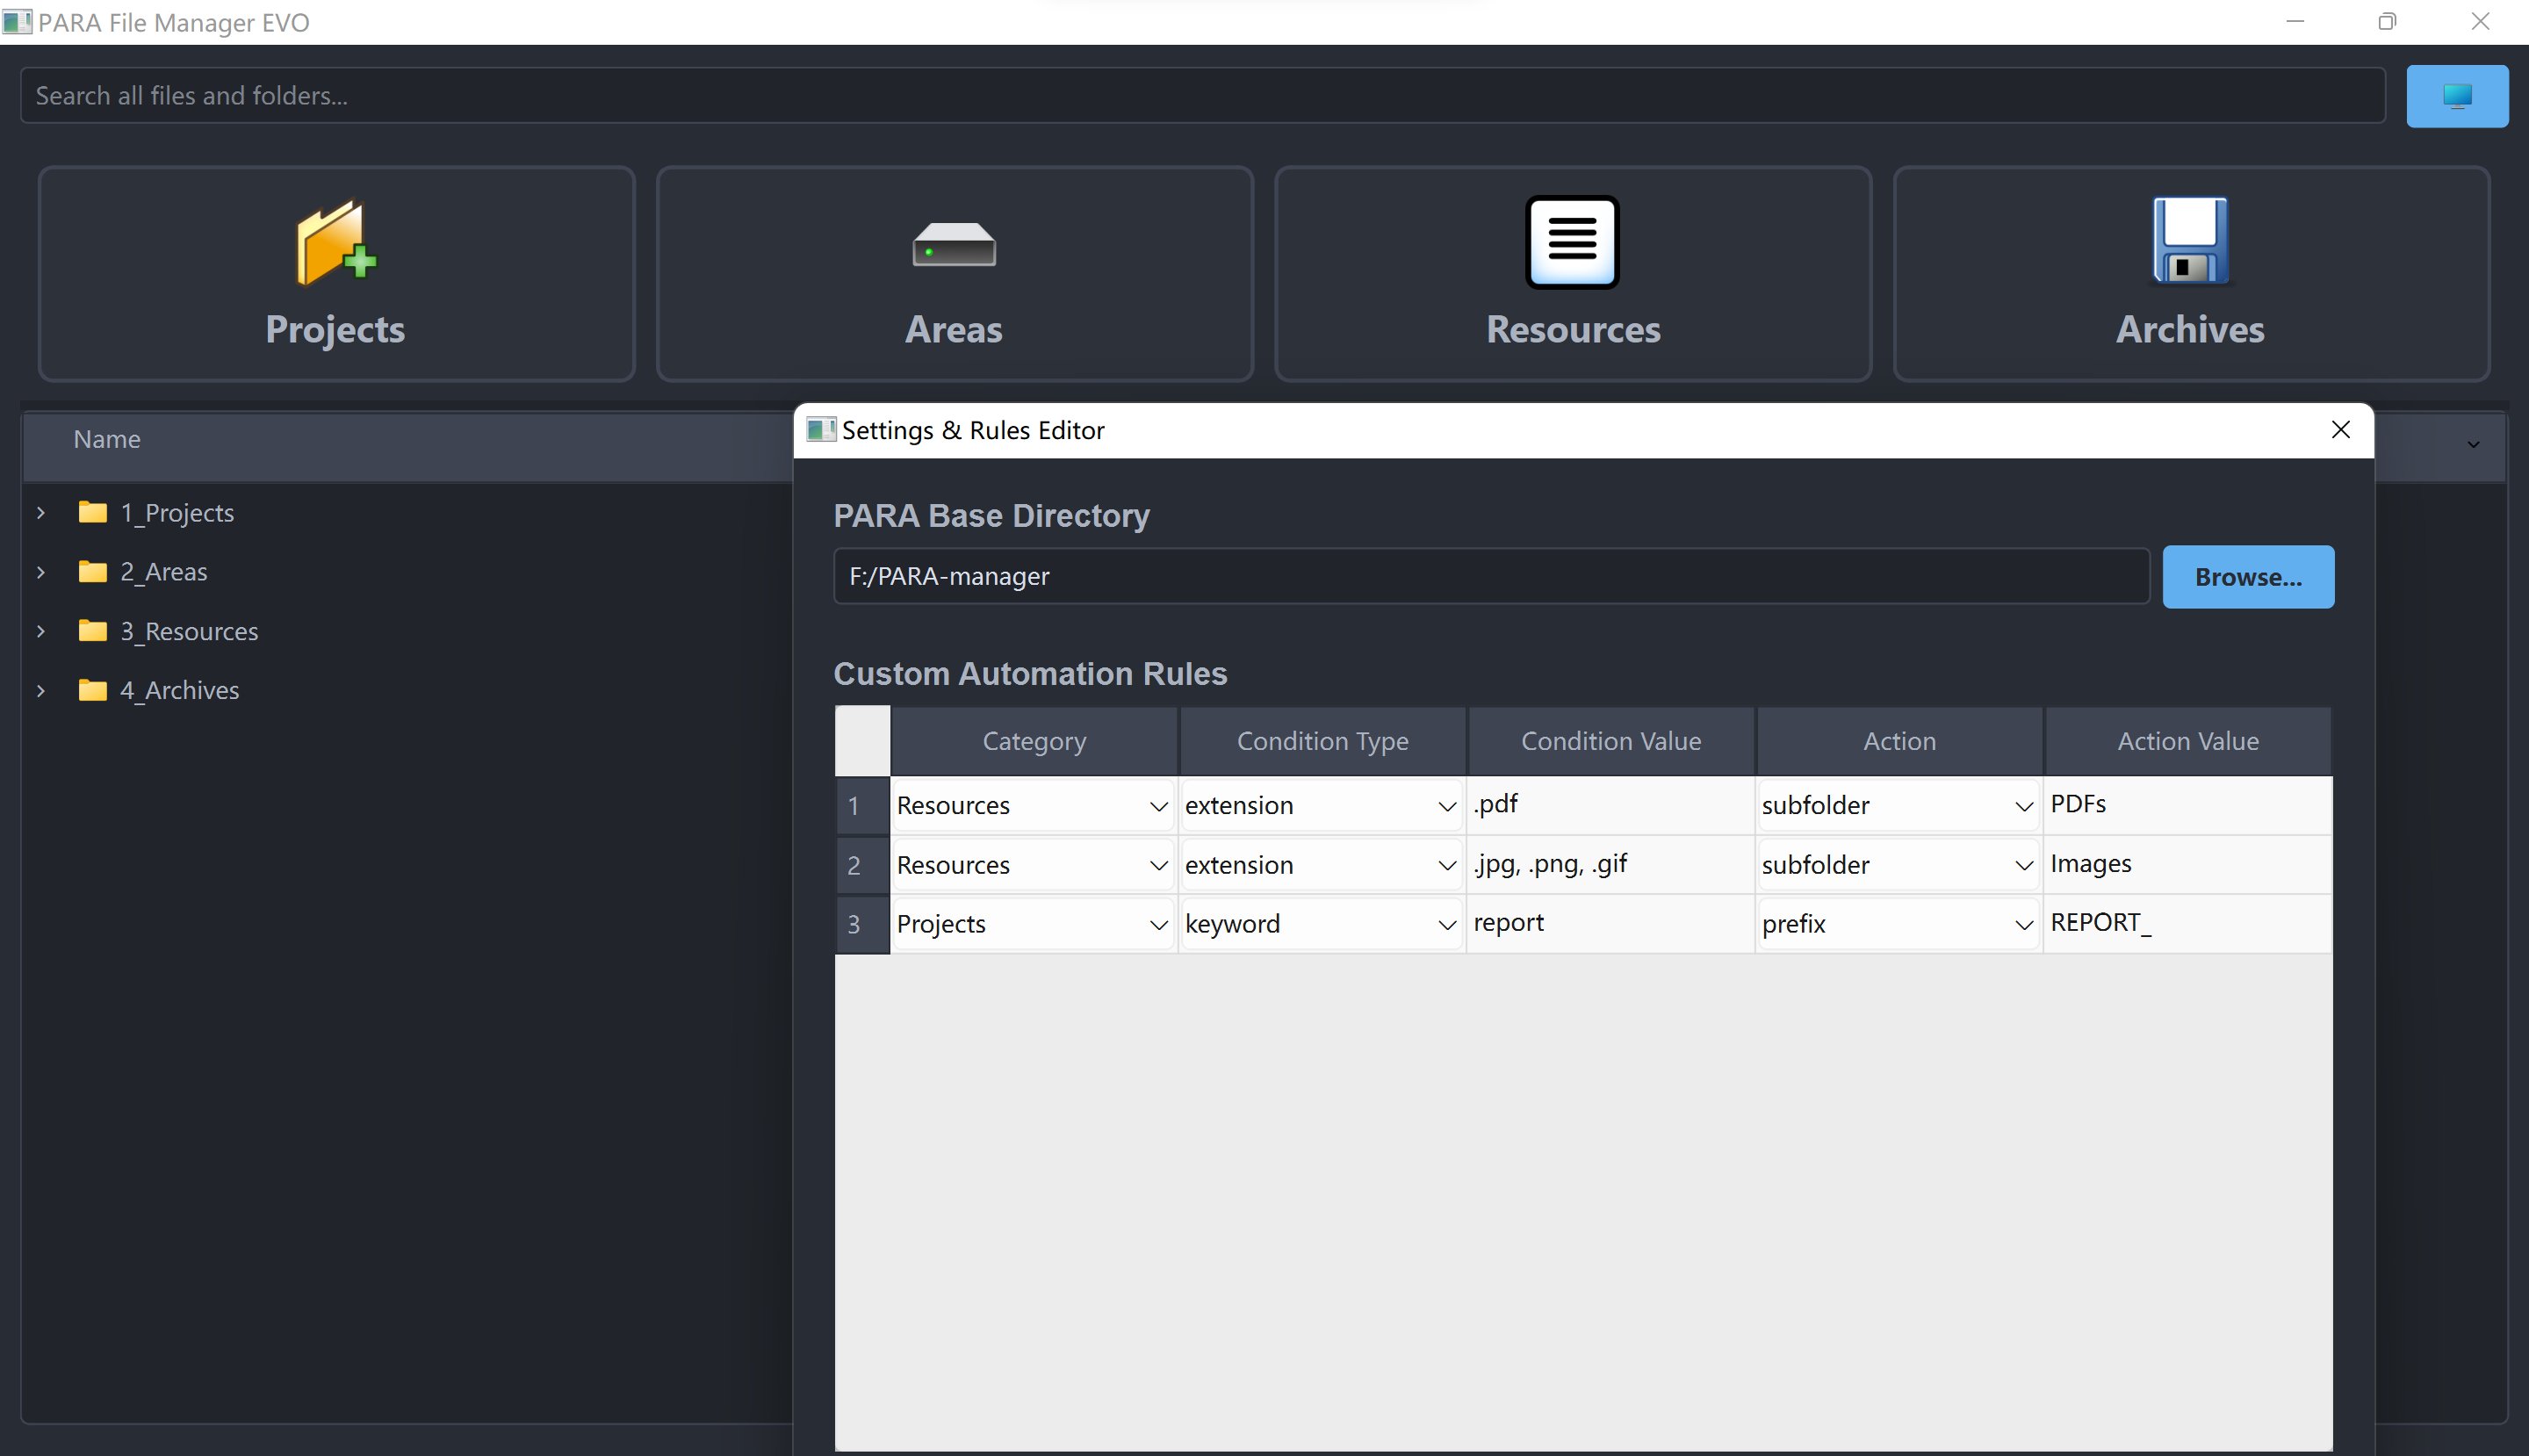 PARA File Manager EVO
Search all files and folders...
Projects Areas Resources Archives
Name
1_Projects
2_Areas
3_Resources
4_Archives
Settings & Rules Editor
PARA Base Directory
F:/PARA-manager Browse...
Custom Automation Rules
Category Condition Type Condition Value Action Action Value
1 Resources extension .pdf subfolder PDFs
2 Resources extension .jpg, .png, .gif subfolder Images
3 Projects keyword report prefix REPORT_